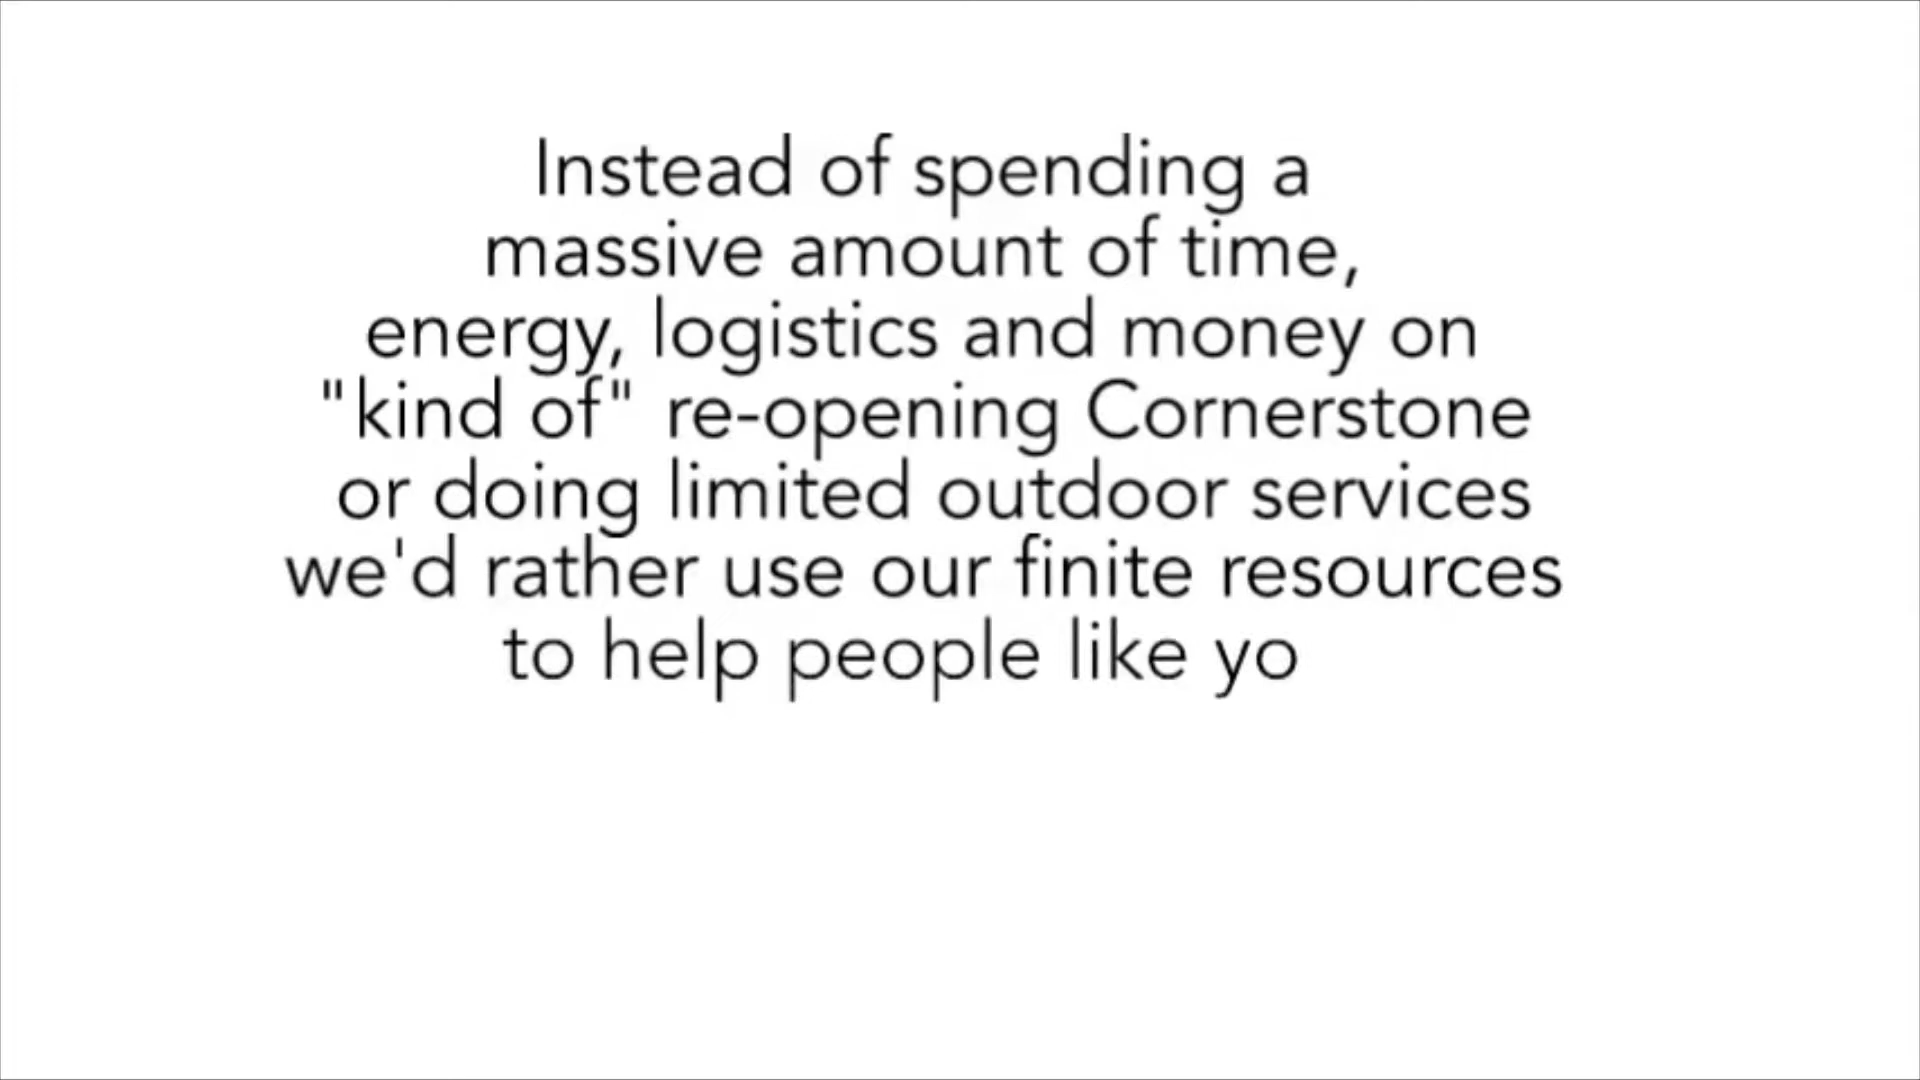 Instead of spending a
massive amount of time,
energy, logistics and money on
"kind of" re-opening Cornerstone
or doing limited outdoor services
we'd rather use our finite resources
to help people like yo